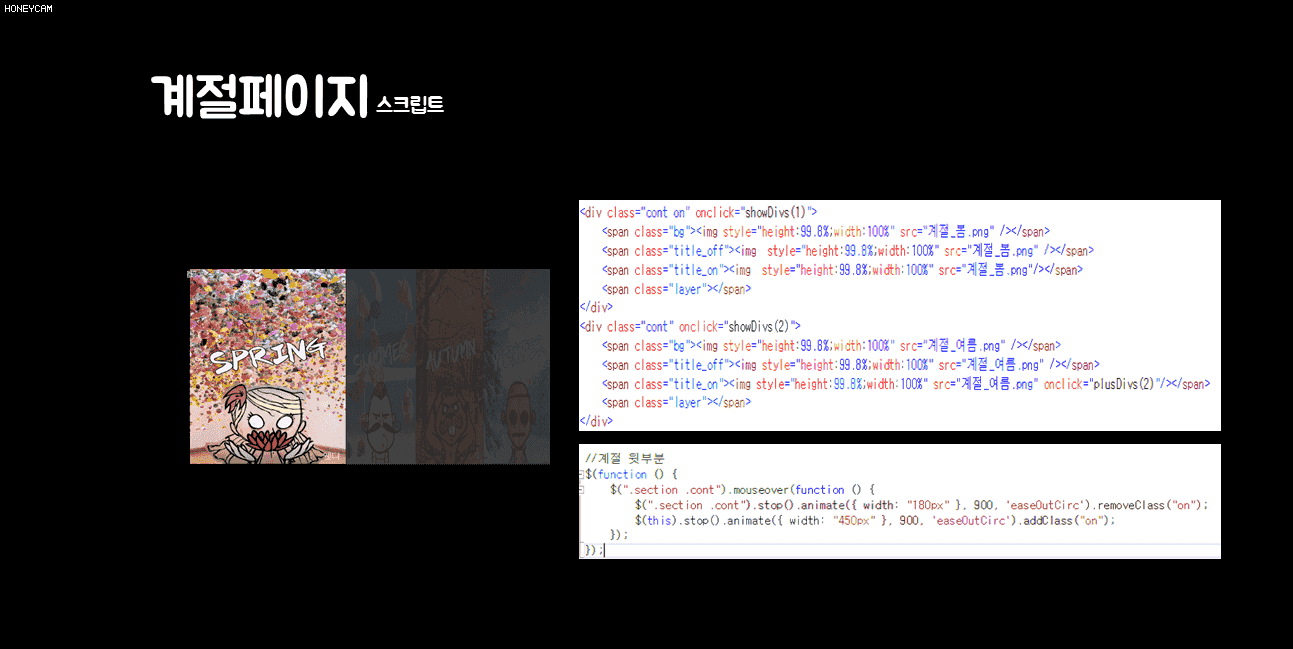 HONEYCAM
계절페이지 스크립트
<div class="cont on" onclick="showDivs(1)">
<span class="bg"><img style="height:99.8%;width:100%" src="계절_봄.png" /></span>
<span class="title_off"><img  style="height:99.8%;width:100%" src="계절_봄.png" /></span>
<span class="title_on"><img  style="height:99.8%;width:100%" src="계절_봄.png"/></span>
<span class="layer"></span>
</div>
<div class="cont" onclick="showDivs(2)">
<span class="bg"><img style="height:99.8%;width:100%" src="계절_여름.png" /></span>
<span class="title_off"><img style="height:99.8%;width:100%" src="계절_여름.png" /></span>
<span class="title_on"><img style="height:99.8%;width:100%" src="계절_여름.png" onclick="plusDivs(2)"/></span>
<span class="layer"></span>
</div>
SPRING
SUMMER
AUTUMN
//계절 윗부분
$(function () {
$(".section .cont").mouseover(function () {
$(".section .cont").stop().animate({ width: "180px" }, 900, 'easeOutCirc').removeClass("on");
$(this).stop().animate({ width: "450px" }, 900, 'easeOutCirc').addClass("on");
});
});